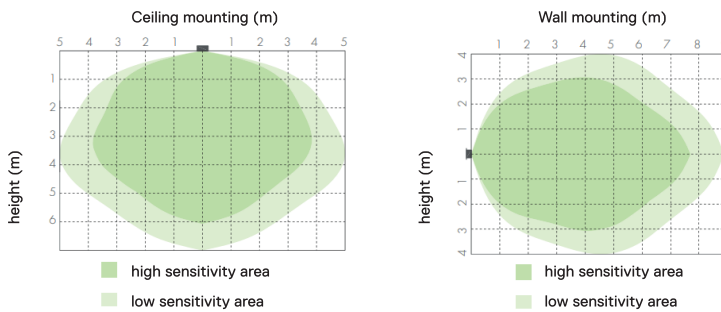 Ceiling mounting (m)
5 4 3 2 1 1 2 3 4 5
1
2
3
4
5
6
height (m)
high sensitivity area
low sensitivity area
Wall mounting (m)
1 2 3 4 5 6 7 8
4
3
2
1
1
2
3
4
height (m)
high sensitivity area
low sensitivity area